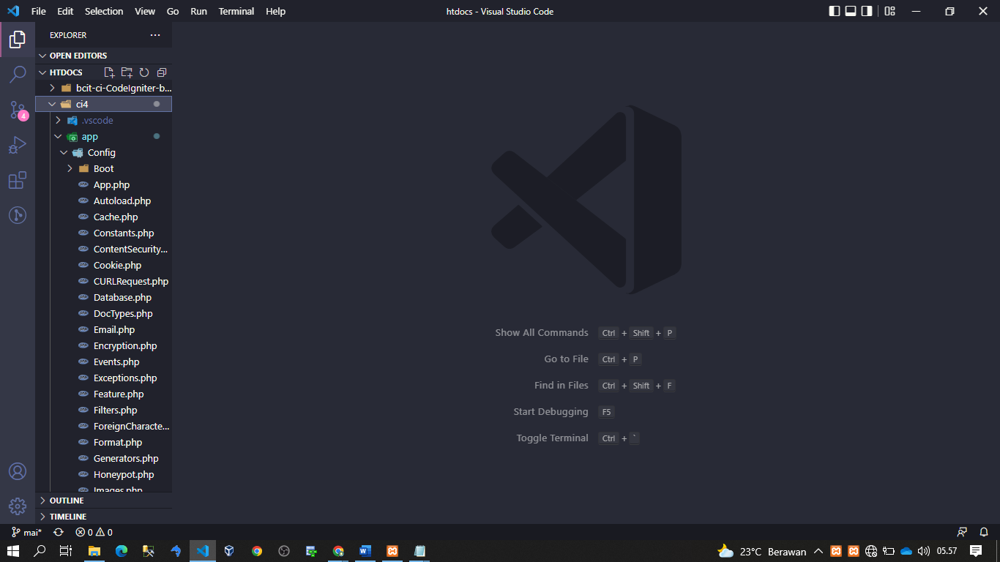 File Edit Selection View Go Run Terminal Help
htdocs - Visual Studio Code
EXPLORER
OPEN EDITORS
HTDOCS
bcit-ci-CodeIgniter-b...
ci4
.vscode
app
Config
Boot
App.php
Autoload.php
Cache.php
Constants.php
ContentSecurity...
Cookie.php
CURLRequest.php
Database.php
DocTypes.php
Email.php
Encryption.php
Events.php
Exceptions.php
Feature.php
Filters.php
ForeignCharacte...
Format.php
Generators.php
Honeypot.php
Images.php
OUTLINE
TIMELINE
4
Show All Commands Ctrl + Shift + P
Go to File Ctrl + P
Find in Files Ctrl + Shift + F
Start Debugging F5
Toggle Terminal Ctrl + `
mai* 0 0
23°C Berawan 05.57